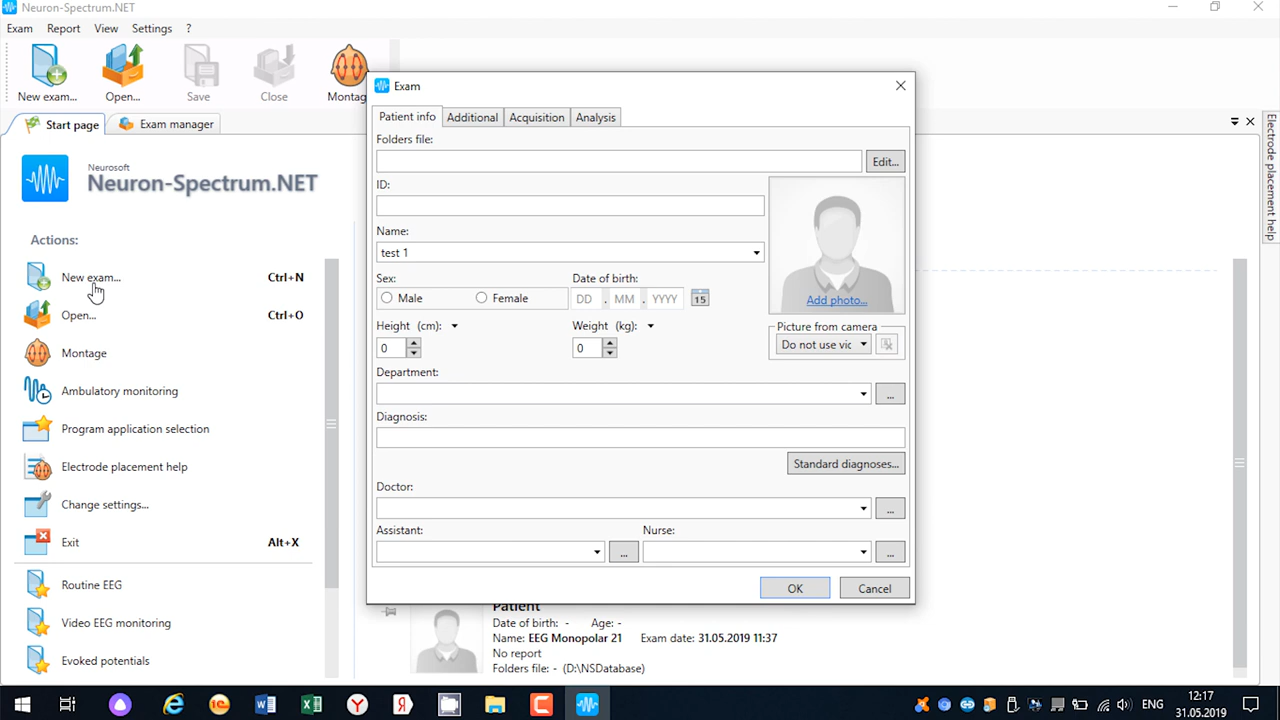 Neuron-Spectrum.NET
Exam Report View Settings ?
New exam... Open... Save Close Montag
Start page Exam manager
Neurosoft
Neuron-Spectrum.NET
Actions:
New exam... Ctrl+N
Open... Ctrl+O
Montage
Ambulatory monitoring
Program application selection
Electrode placement help
Change settings...
Exit Alt+X
Routine EEG
Video EEG monitoring
Evoked potentials
Exam
Patient info Additional Acquisition Analysis
Folders file:
Edit...
ID:
Name:
test 1
Sex: Date of birth:
Male Female DD . MM . YYYY 15
Add photo...
Height (cm): Weight (kg):
0 0
Picture from camera
Do not use vic
Department:
...
Diagnosis:
Standard diagnoses...
Doctor:
...
Assistant: Nurse:
... ...
OK Cancel
Patient
Date of birth: - Age: -
Name: EEG Monopolar 21 Exam date: 31.05.2019 11:37
No report
Folders file: - (D:\NSDatabase)
Electrode placement help
ENG 12:17
31.05.2019